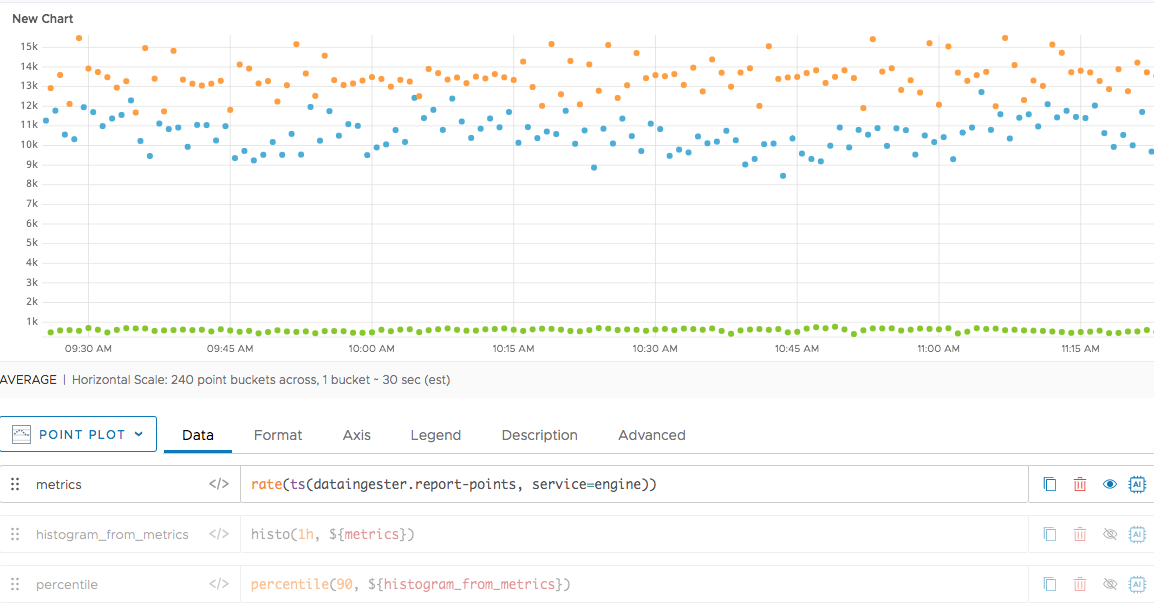 New Chart
15k
14k
13k
12k
11k
10k
9k
8k
7k
6k
5k
4k
3k
2k
1k
09:30 AM 09:45 AM 10:00 AM 10:15 AM 10:30 AM 10:45 AM 11:00 AM 11:15 AM
AVERAGE | Horizontal Scale: 240 point buckets across, 1 bucket ~ 30 sec (est)
POINT PLOT Data Format Axis Legend Description Advanced
metrics </> rate(ts(dataingester.report-points, service=engine)) AI
histogram_from_metrics </> histo(1h, ${metrics}) AI
percentile </> percentile(90, ${histogram_from_metrics}) AI